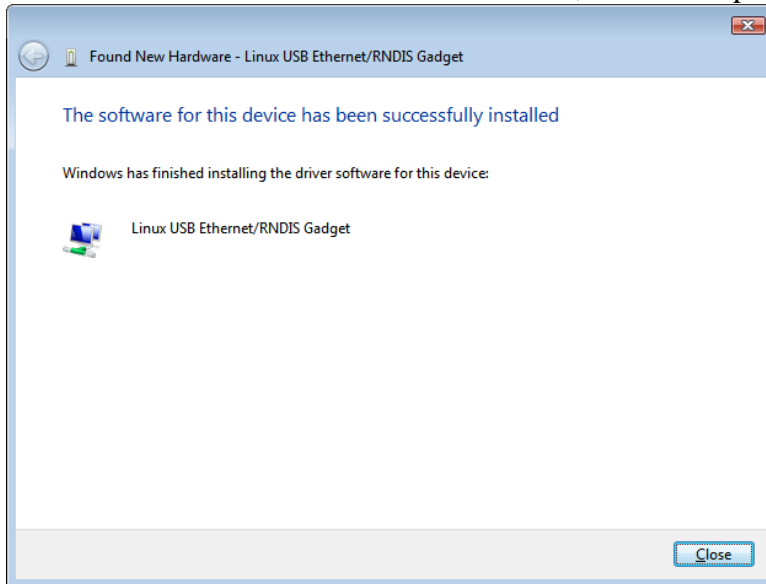 Found New Hardware - Linux USB Ethernet/RNDIS Gadget
The software for this device has been successfully installed
Windows has finished installing the driver software for this device:
Linux USB Ethernet/RNDIS Gadget
Close